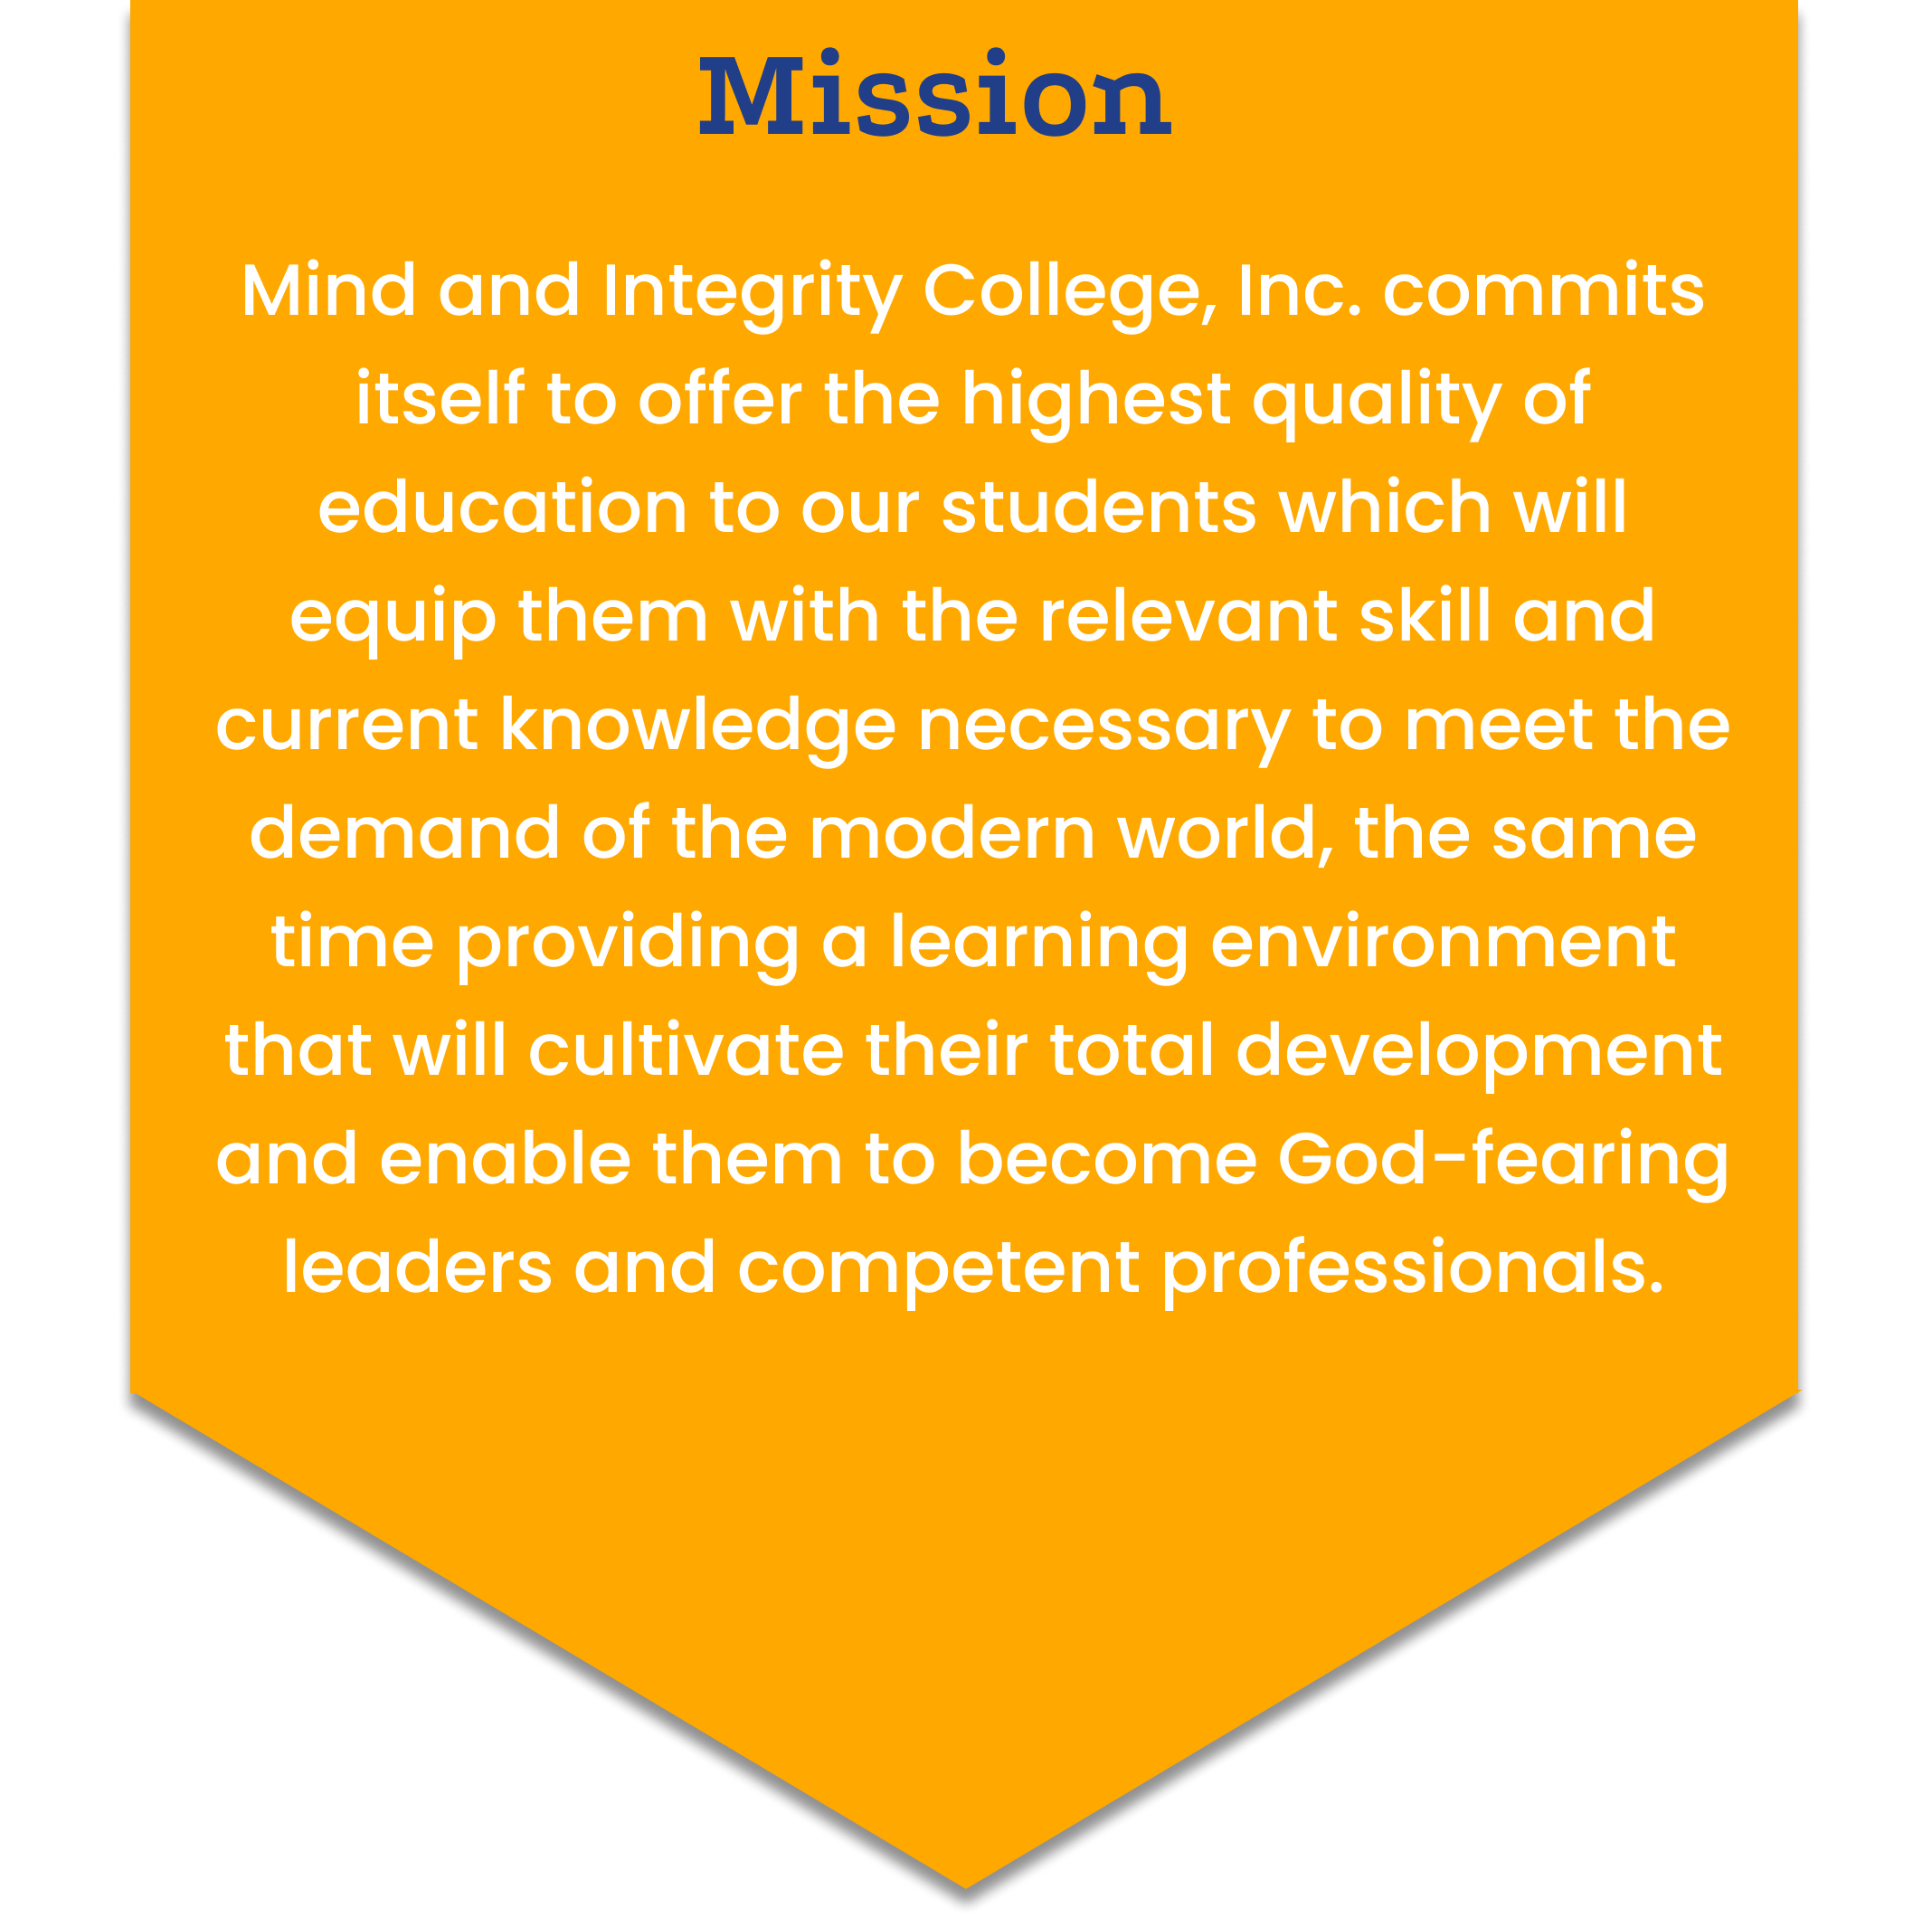 Mission
Mind and Integrity College, Inc. commits
itself to offer the highest quality of
education to our students which will
equip them with the relevant skill and
current knowledge necessary to meet the
demand of the modern world, the same
time providing a learning environment
that will cultivate their total development
and enable them to become God-fearing
leaders and competent professionals.